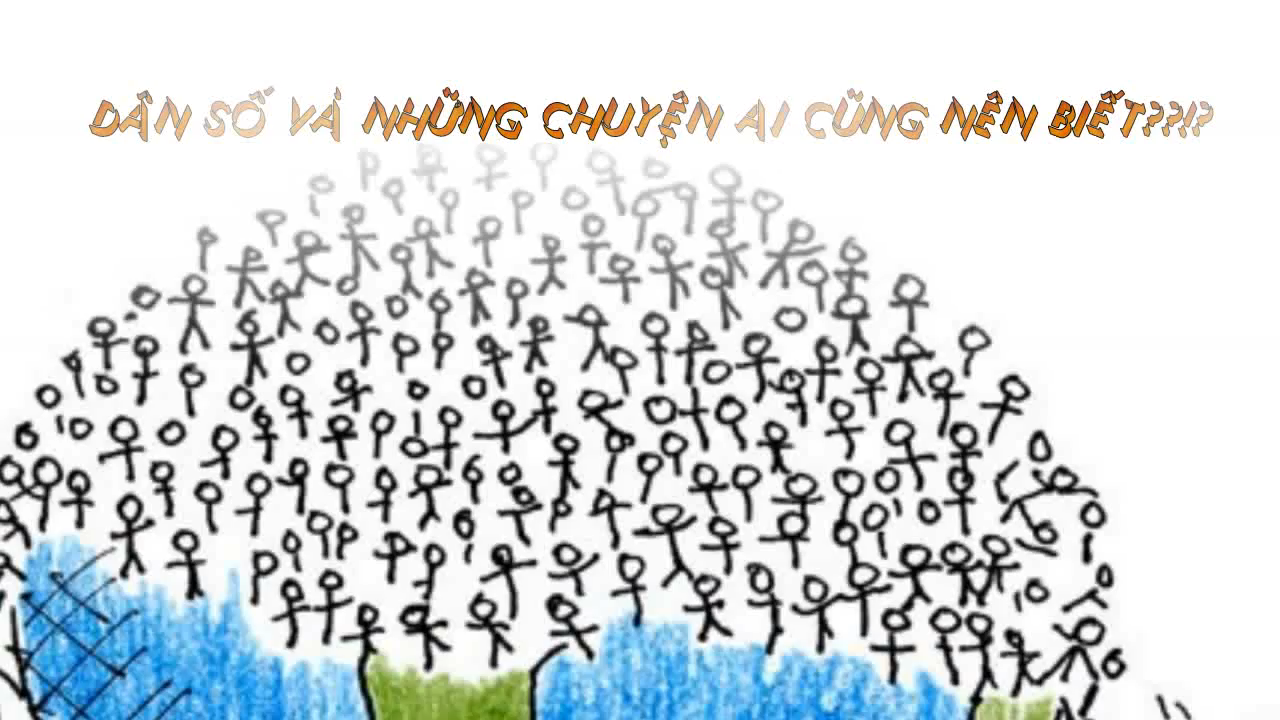 DÂN SỐ VÀ NHỮNG CHUYỆN AI CŨNG NÊN BIẾT??!?